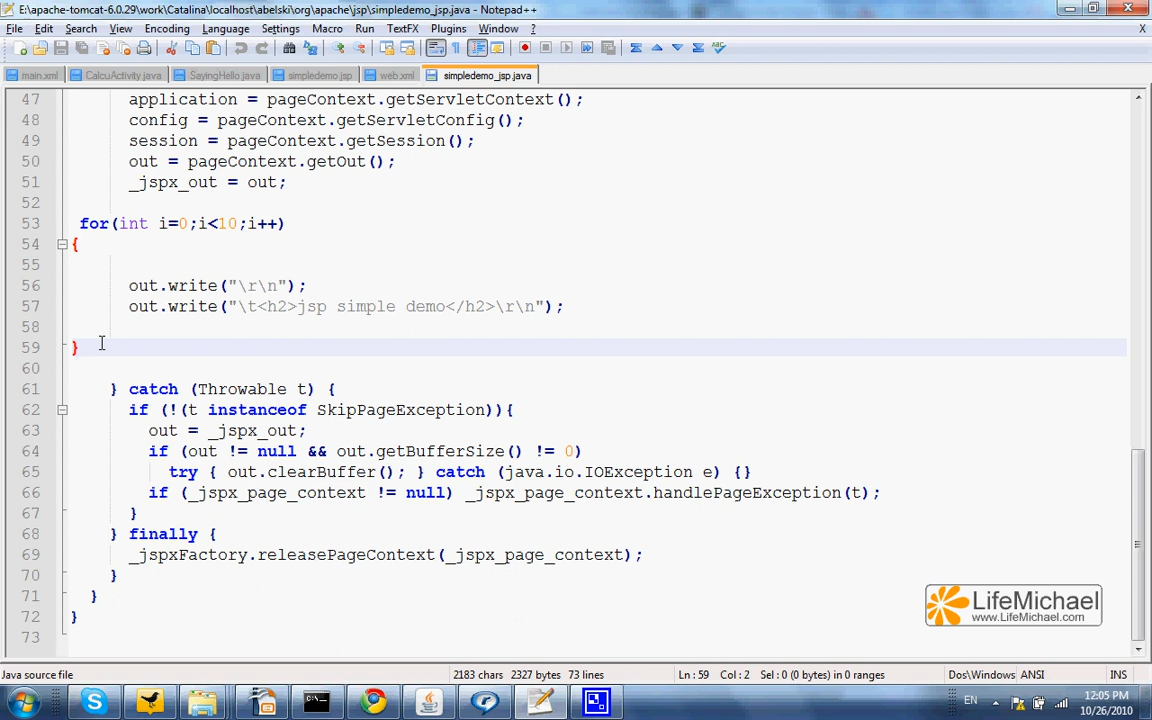 E:\apache-tomcat-6.0.29\work\Catalina\localhost\abelski\org\apache\jsp\simpledemo_jsp.java - Notepad++
File Edit Search View Encoding Language Settings Macro Run TextFX Plugins Window ? X
main.xml CalcuActivity.java SayingHello.java simpledemo.jsp web.xml simpledemo_jsp.java
47 application = pageContext.getServletContext();
48 config = pageContext.getServletConfig();
49 session = pageContext.getSession();
50 out = pageContext.getOut();
51 _jspx_out = out;
52
53 for(int i=0;i<10;i++)
54 {
55
56 out.write("\r\n");
57 out.write("\t<h2>jsp simple demo</h2>\r\n");
58
59 }
60
61 } catch (Throwable t) {
62 if (!(t instanceof SkipPageException)){
63 out = _jspx_out;
64 if (out != null && out.getBufferSize() != 0)
65 try { out.clearBuffer(); } catch (java.io.IOException e) {}
66 if (_jspx_page_context != null) _jspx_page_context.handlePageException(t);
67 }
68 } finally {
69 _jspxFactory.releasePageContext(_jspx_page_context);
70 }
71 }
72 }
73
LifeMichael
www.LifeMichael.com
Java source file 2183 chars 2327 bytes 73 lines Ln : 59 Col : 2 Sel : 0 (0 bytes) in 0 ranges Dos\Windows ANSI INS
EN 12:05 PM
10/26/2010